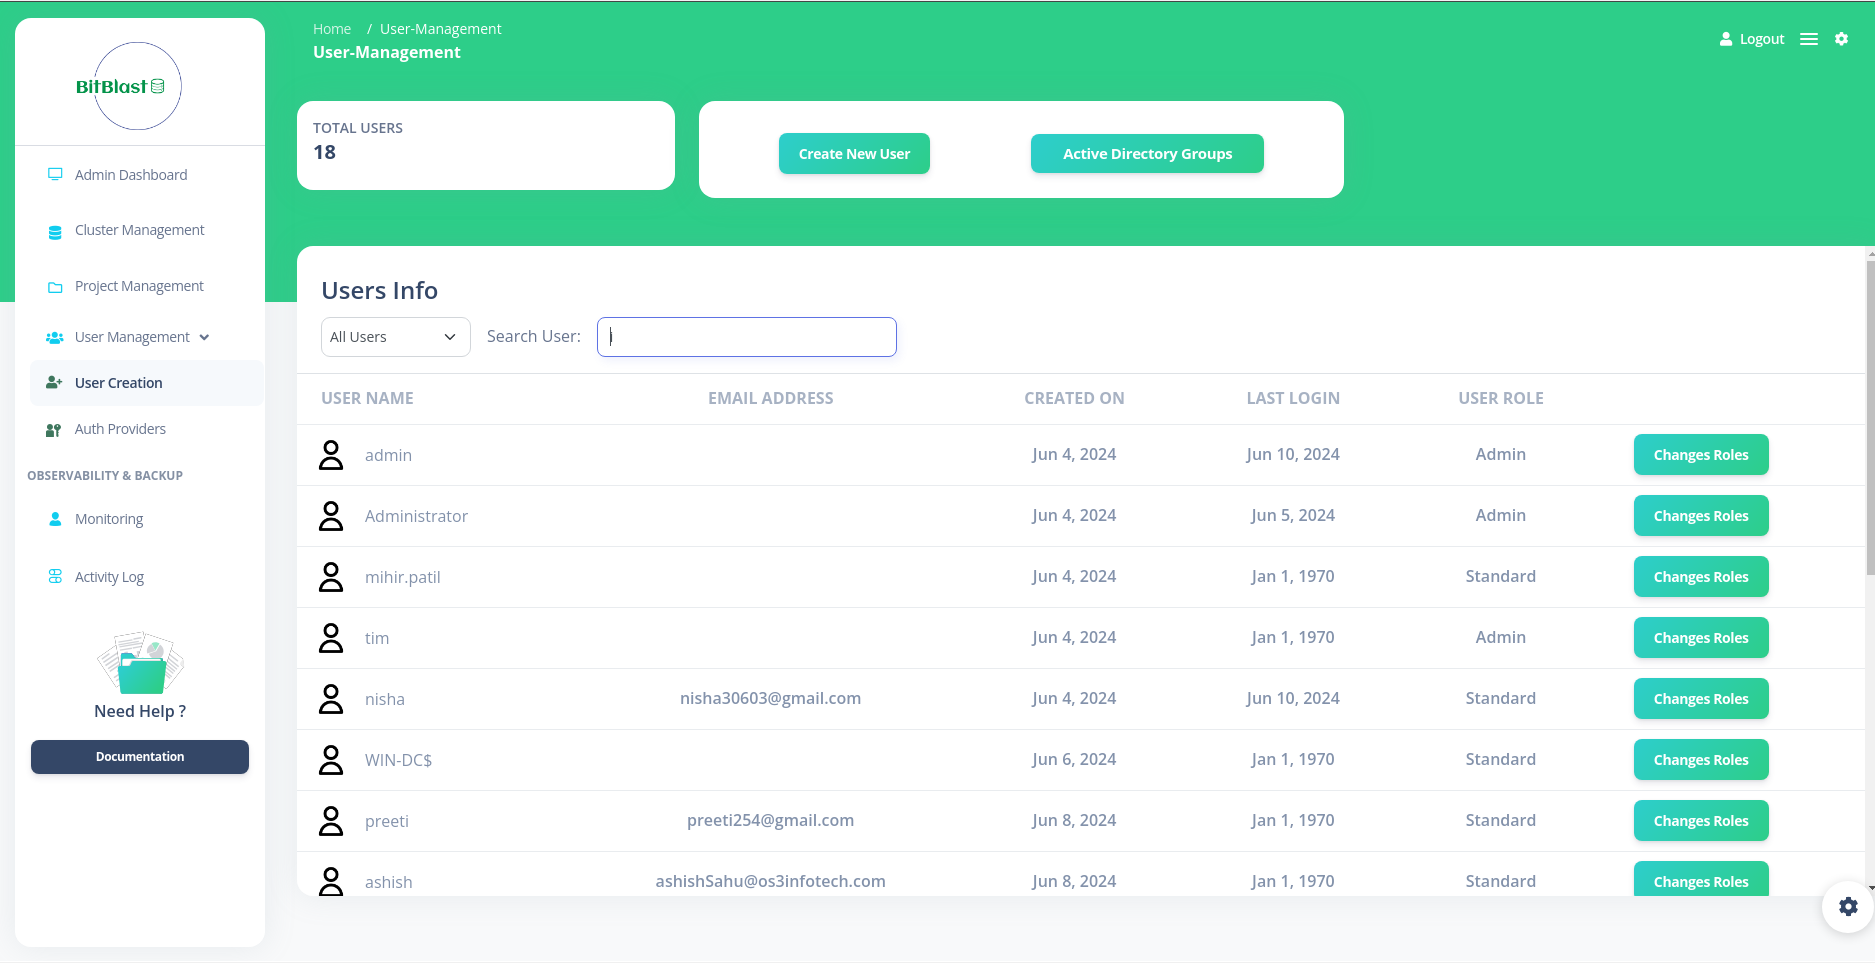 BitBlast
Admin Dashboard
Cluster Management
Project Management
User Management
User Creation
Auth Providers
OBSERVABILITY & BACKUP
Monitoring
Activity Log
Need Help ?
Documentation
Home / User-Management
User-Management
Logout
TOTAL USERS
18
Create New User
Active Directory Groups
Users Info
All Users
Search User:
i
USER NAME EMAIL ADDRESS CREATED ON LAST LOGIN USER ROLE
admin Jun 4, 2024 Jun 10, 2024 Admin Changes Roles
Administrator Jun 4, 2024 Jun 5, 2024 Admin Changes Roles
mihir.patil Jun 4, 2024 Jan 1, 1970 Standard Changes Roles
tim Jun 4, 2024 Jan 1, 1970 Admin Changes Roles
nisha nisha30603@gmail.com Jun 4, 2024 Jun 10, 2024 Standard Changes Roles
WIN-DC$ Jun 6, 2024 Jan 1, 1970 Standard Changes Roles
preeti preeti254@gmail.com Jun 8, 2024 Jan 1, 1970 Standard Changes Roles
ashish ashishSahu@os3infotech.com Jun 8, 2024 Jan 1, 1970 Standard Changes Roles